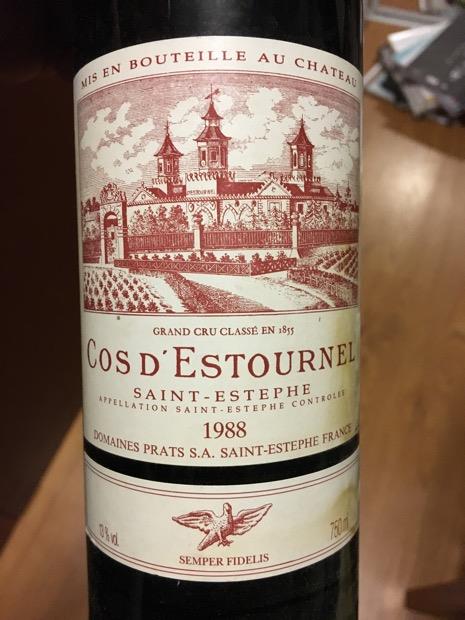 MIS EN BOUTEILLE AU CHATEAU
GRAND CRU CLASSÉ EN 1855
COS D'ESTOURNEL
SAINT-ESTEPHE
APPELLATION SAINT-ESTEPHE CONTROLEE
1988
DOMAINES PRATS S.A. SAINT-ESTEPHE FRANCE
13 % vol. 750 ml
SEMPER FIDELIS